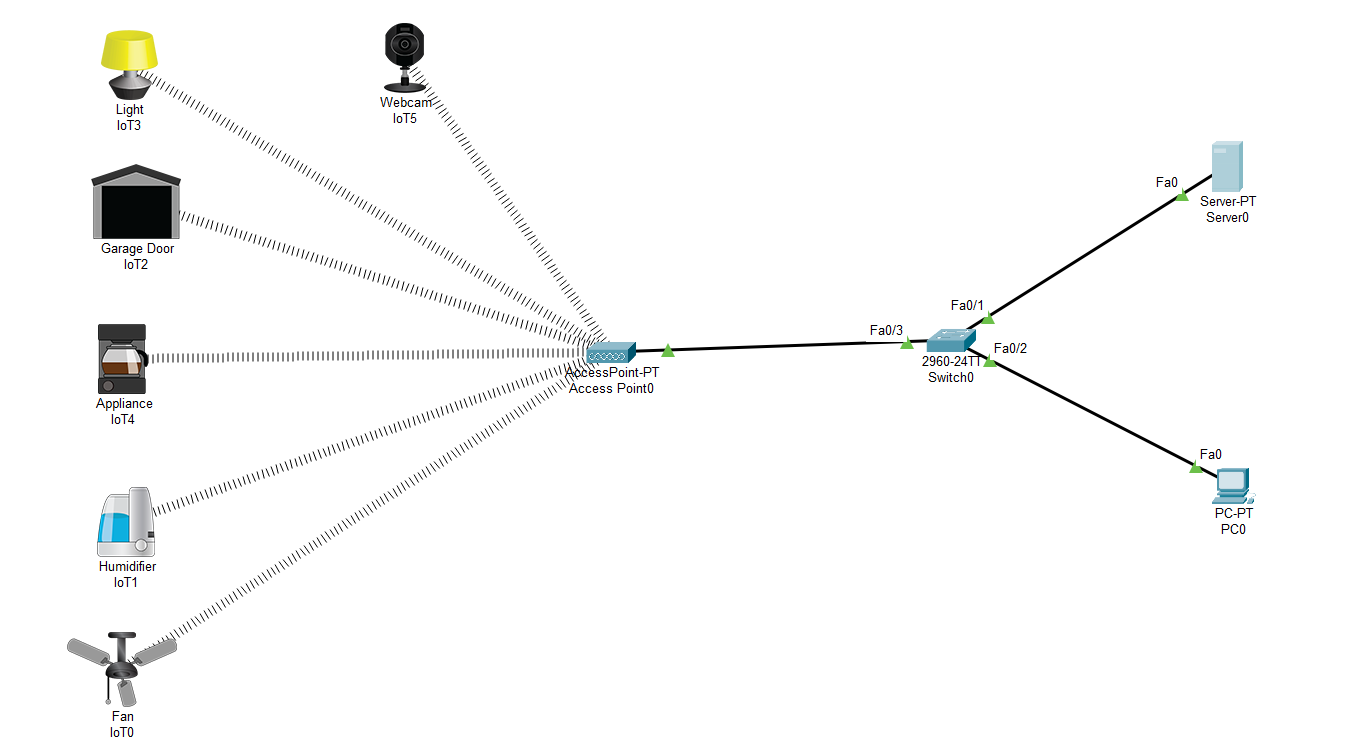 Light
IoT3
Webcam
IoT5
Garage Door
IoT2
Appliance
IoT4
Humidifier
IoT1
Fan
IoT0
AccessPoint-PT
Access Point0
Fa0/3
Fa0/1
Fa0/2
2960-24TT
Switch0
Fa0
Server-PT
Server0
Fa0
PC-PT
PC0